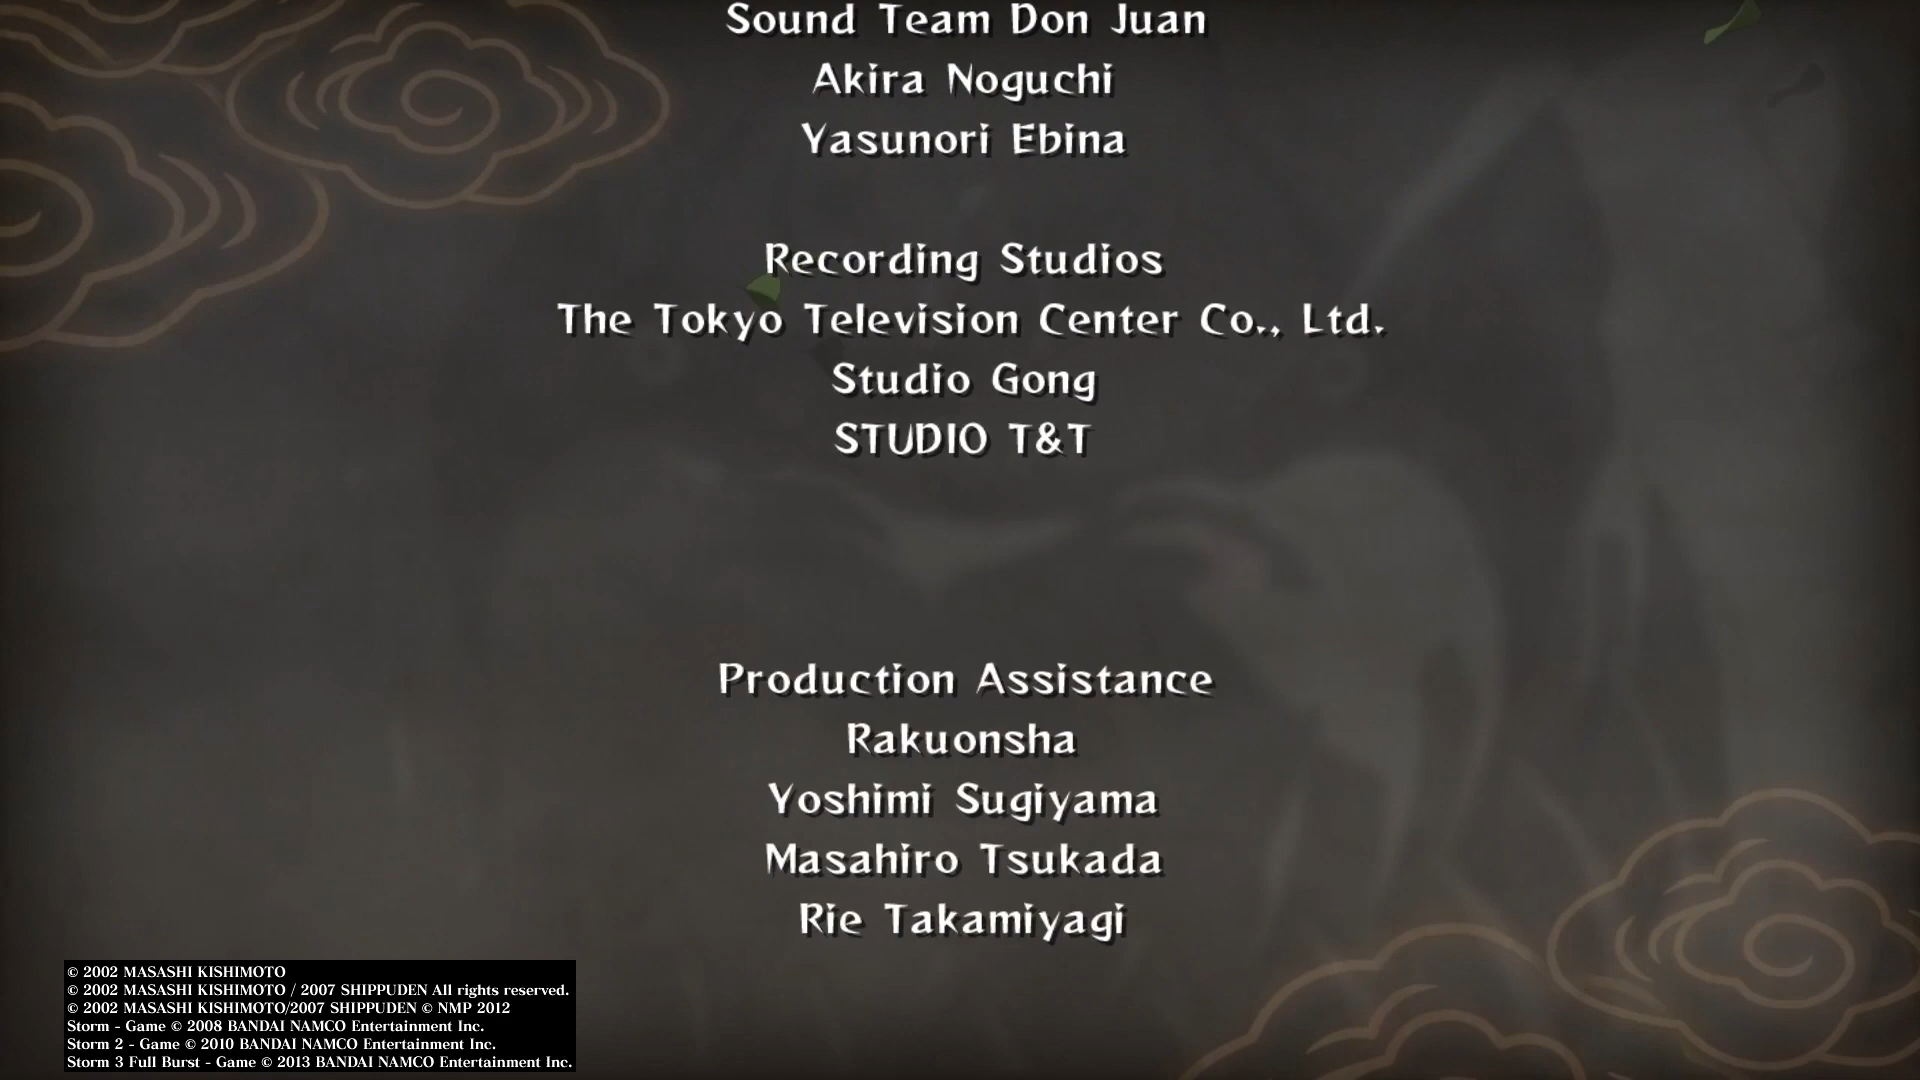 Sound Team Don Juan
Akira Noguchi
Yasunori Ebina
Recording Studios
The Tokyo Television Center Co., Ltd.
Studio Gong
STUDIO T&T
Production Assistance
Rakuonsha
Yoshimi Sugiyama
Masahiro Tsukada
Rie Takamiyagi
© 2002 MASASHI KISHIMOTO
© 2002 MASASHI KISHIMOTO / 2007 SHIPPUDEN All rights reserved.
© 2002 MASASHI KISHIMOTO/2007 SHIPPUDEN © NMP 2012
Storm - Game © 2008 BANDAI NAMCO Entertainment Inc.
Storm 2 - Game © 2010 BANDAI NAMCO Entertainment Inc.
Storm 3 Full Burst - Game © 2013 BANDAI NAMCO Entertainment Inc.